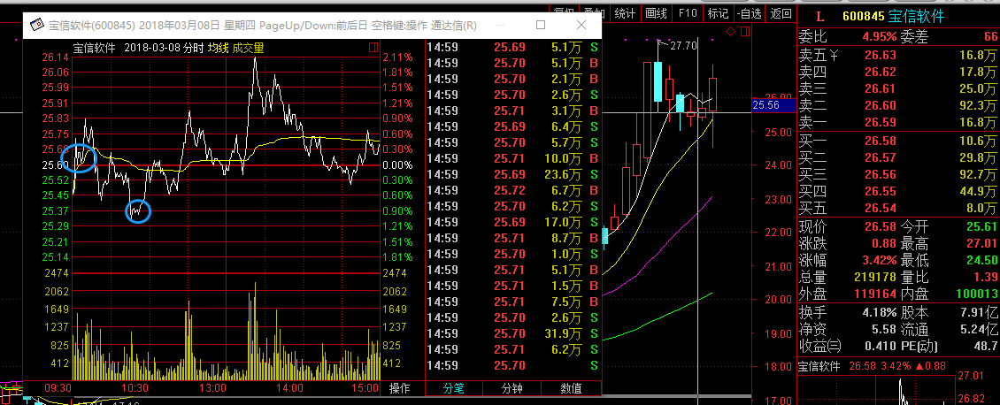 复权 叠加 统计 画线 F10 标记 -自选 返回
宝信软件(600845) 2018年03月08日 星期四 PageUp/Down:前后日 空格键:操作 通达信(R)
宝信软件 2018-03-08 分时 均线 成交量
26.14 2.11%
26.06 1.81%
25.99 1.51%
25.91 1.21%
25.83 0.90%
25.75 0.60%
25.68 0.30%
25.60 0.00%
25.52 0.30%
25.45 0.60%
25.37 0.90%
25.29 1.21%
25.21 1.51%
25.14 1.81%
2474 2474
2062 2062
1649 1649
1237 1237
825 825
412 412
09:30 10:30 13:00 14:00 15:00 操作
14:59 25.69 5.1万 S
14:59 25.70 5.1万 B
14:59 25.70 2.1万 B
14:59 25.70 2.6万 S
14:59 25.71 3.1万 B
14:59 25.69 6.4万 S
14:59 25.70 5.7万 S
14:59 25.71 10.0万 B
14:59 25.69 23.6万 S
14:59 25.72 6.7万 B
14:59 25.70 6.2万 S
14:59 25.69 17.0万 S
14:59 25.71 8.7万 B
14:59 25.70 1.0万 S
14:59 25.71 5.1万 B
14:59 25.71 1.5万 B
14:59 25.71 7.5万 B
14:59 25.70 2.6万 S
14:59 25.70 31.9万 S
14:59 25.71 6.2万 S
14:59 25.70 S
分笔 分钟 数值
27.70
26.00
25.56
25.00
24.00
23.00
22.00
21.00
20.00
19.00
18.00
17.00
L 600845 宝信软件
委比 4.95% 委差 66
卖五￥ 26.63 16.8万
卖四 26.62 17.8万
卖三 26.61 25.0万
卖二 26.60 92.3万
卖一 26.59 16.8万
买一 26.58 10.6万
买二 26.57 29.8万
买三 26.56 92.7万
买四 26.55 44.9万
买五 26.54 8.0万
现价 26.58 今开 25.61
涨跌 0.88 最高 27.01
涨幅 3.42% 最低 24.50
总量 219178 量比 1.39
外盘 119164 内盘 100013
换手 4.18% 股本 7.91亿
净资 5.58 流通 5.24亿
收益㈢ 0.410 PE(动) 48.7
宝信软件 26.58 3.42% ▲0.88
27.01
26.82